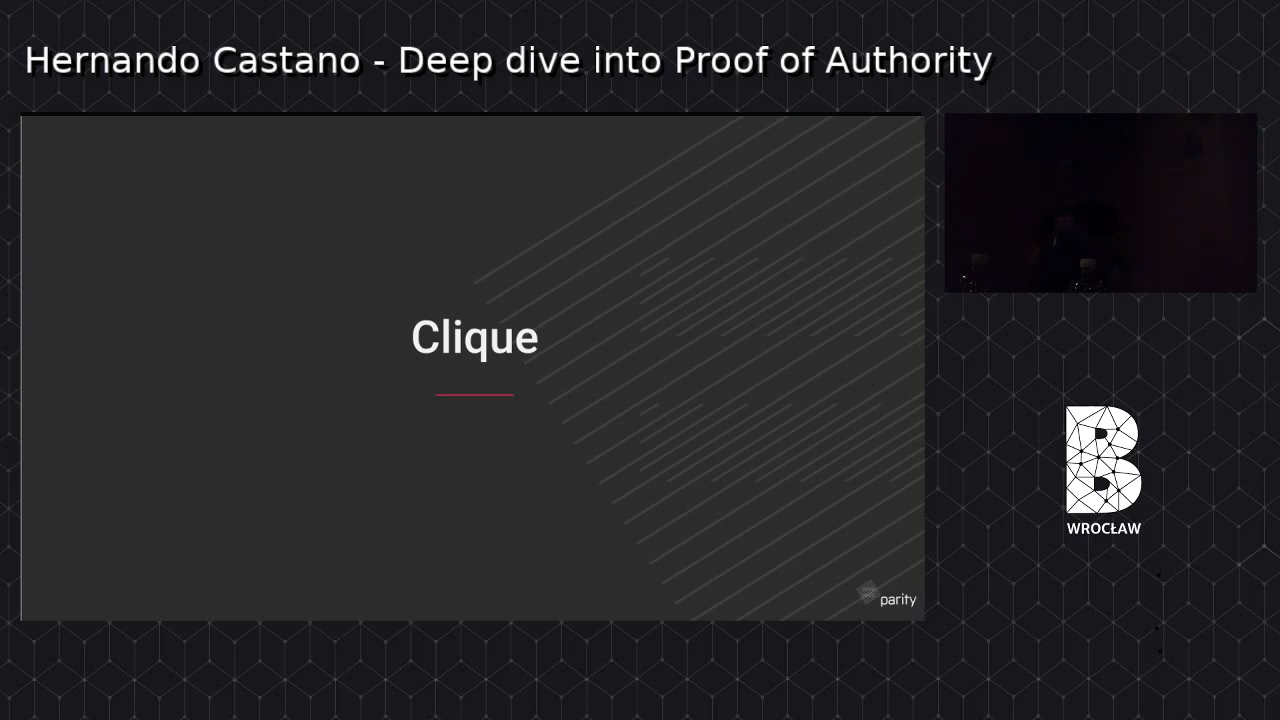 Hernando Castano - Deep dive into Proof of Authority
Clique
parity
WROCŁAW